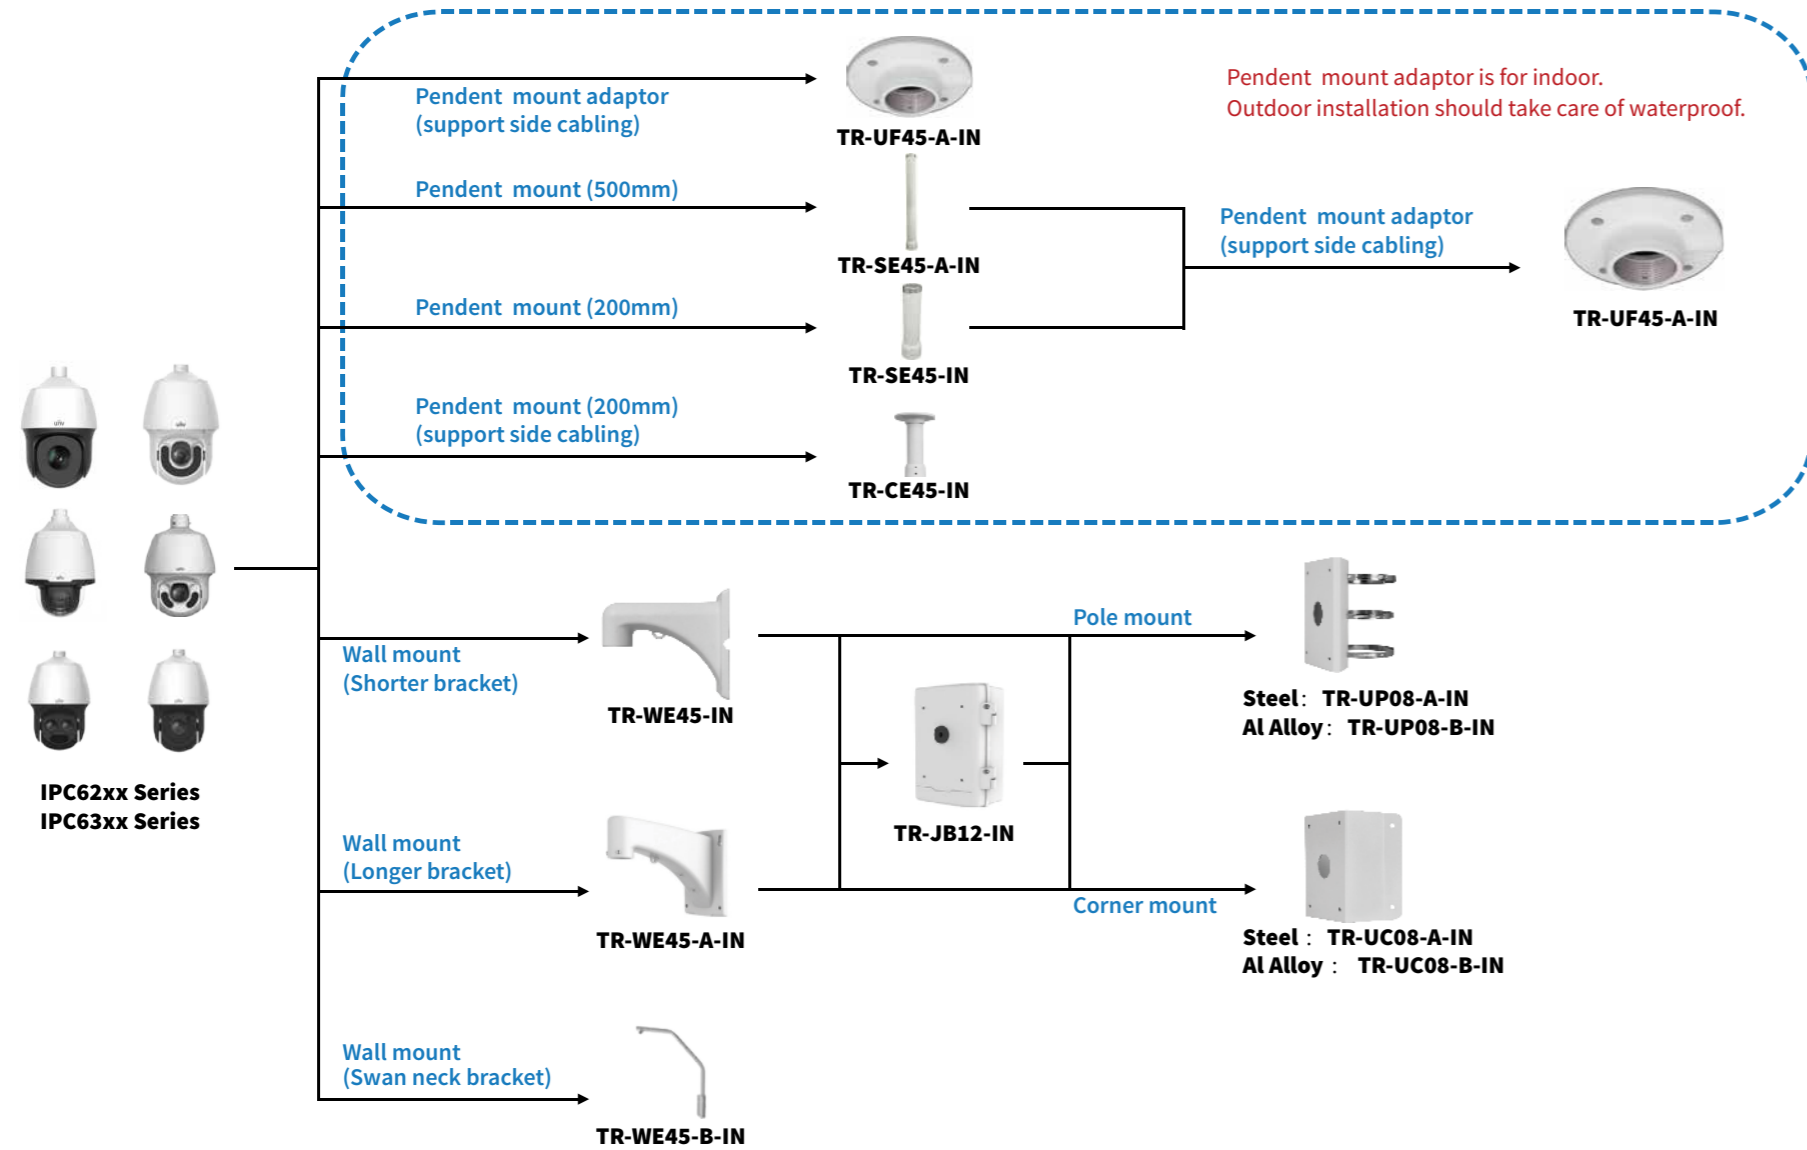 Pendent mount adaptor
(support side cabling)
TR-UF45-A-IN
Pendent mount adaptor is for indoor.
Outdoor installation should take care of waterproof.
Pendent mount (500mm)
TR-SE45-A-IN
Pendent mount adaptor
(support side cabling)
TR-UF45-A-IN
Pendent mount (200mm)
TR-SE45-IN
Pendent mount (200mm)
(support side cabling)
TR-CE45-IN
IPC62xx Series
IPC63xx Series
Wall mount
(Shorter bracket)
TR-WE45-IN
Pole mount
Steel: TR-UP08-A-IN
Al Alloy: TR-UP08-B-IN
TR-JB12-IN
Wall mount
(Longer bracket)
TR-WE45-A-IN
Corner mount
Steel: TR-UC08-A-IN
Al Alloy: TR-UC08-B-IN
Wall mount
(Swan neck bracket)
TR-WE45-B-IN